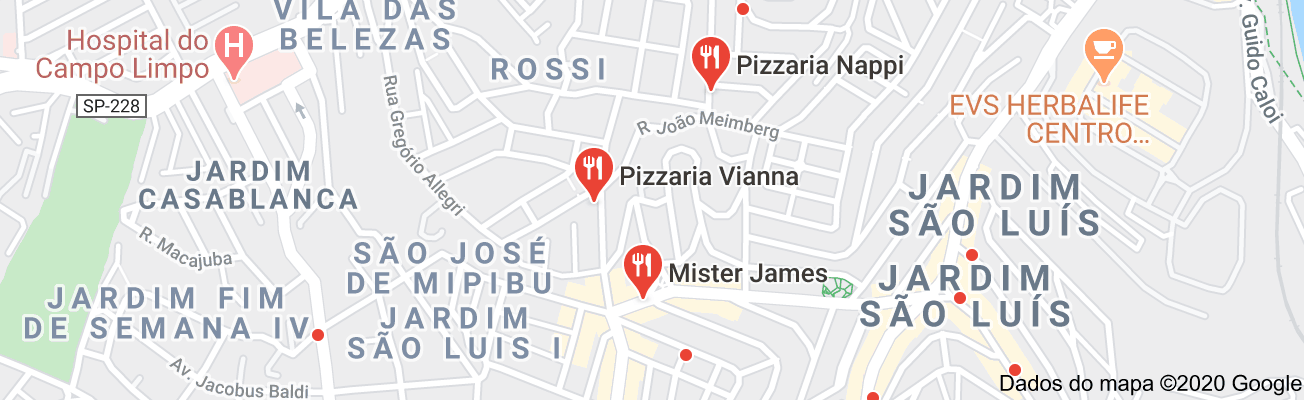 VILA DAS
BELEZAS
Hospital do
Campo Limpo
SP-228
ROSSI
Pizzaria Nappi
R. João Meimberg
EVS HERBALIFE
CENTRO...
Guido Caloi
Rua Gregório Allegri
JARDIM
CASABLANCA
Pizzaria Vianna
JARDIM
SÃO LUÍS
R. Macajuba
SÃO JOSÉ
DE MIPIBU
Mister James
JARDIM
SÃO LUÍS
JARDIM FIM
DE SEMANA IV
JARDIM
SÃO LUIS I
Av. Jacobus Baldi
Dados do mapa ©2020 Google